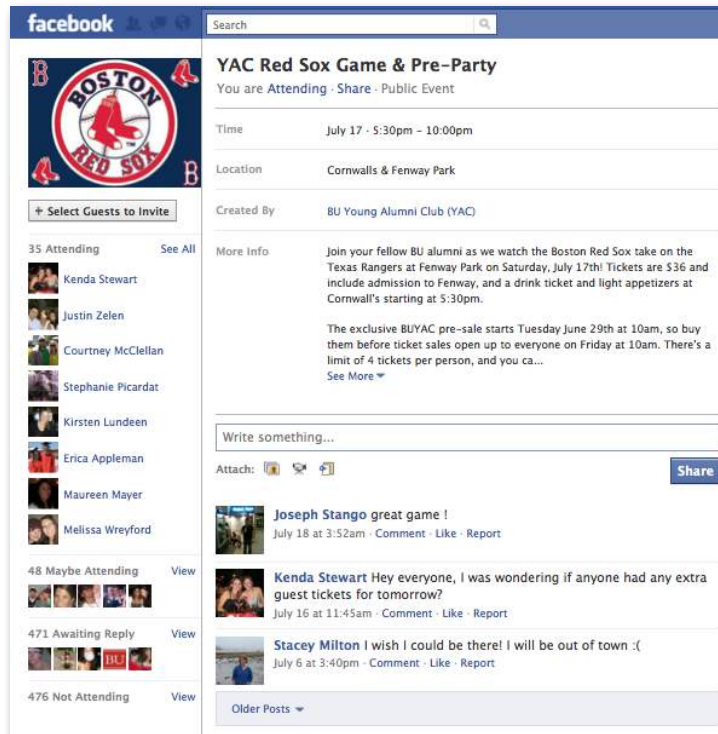 facebook
Search
B
BOSTON
RED SOX
B
+ Select Guests to Invite
35 Attending See All
Kenda Stewart
Justin Zelen
Courtney McClellan
Stephanie Picardat
Kirsten Lundeen
Erica Appleman
Maureen Mayer
Melissa Wreyford
48 Maybe Attending View
471 Awaiting Reply View
BU
476 Not Attending View
YAC Red Sox Game & Pre-Party
You are Attending · Share · Public Event
Time July 17 · 5:30pm - 10:00pm
Location Cornwalls & Fenway Park
Created By BU Young Alumni Club (YAC)
More Info Join your fellow BU alumni as we watch the Boston Red Sox take on the
Texas Rangers at Fenway Park on Saturday, July 17th! Tickets are $36 and
include admission to Fenway, and a drink ticket and light appetizers at
Cornwall's starting at 5:30pm.
The exclusive BUYAC pre-sale starts Tuesday June 29th at 10am, so buy
them before ticket sales open up to everyone on Friday at 10am. There's a
limit of 4 tickets per person, and you ca...
See More
Write something...
Attach:
Share
Joseph Stango great game !
July 18 at 3:52am · Comment · Like · Report
Kenda Stewart Hey everyone, I was wondering if anyone had any extra
guest tickets for tomorrow?
July 16 at 11:45am · Comment · Like · Report
Stacey Milton I wish I could be there! I will be out of town :(
July 6 at 3:40pm · Comment · Like · Report
Older Posts